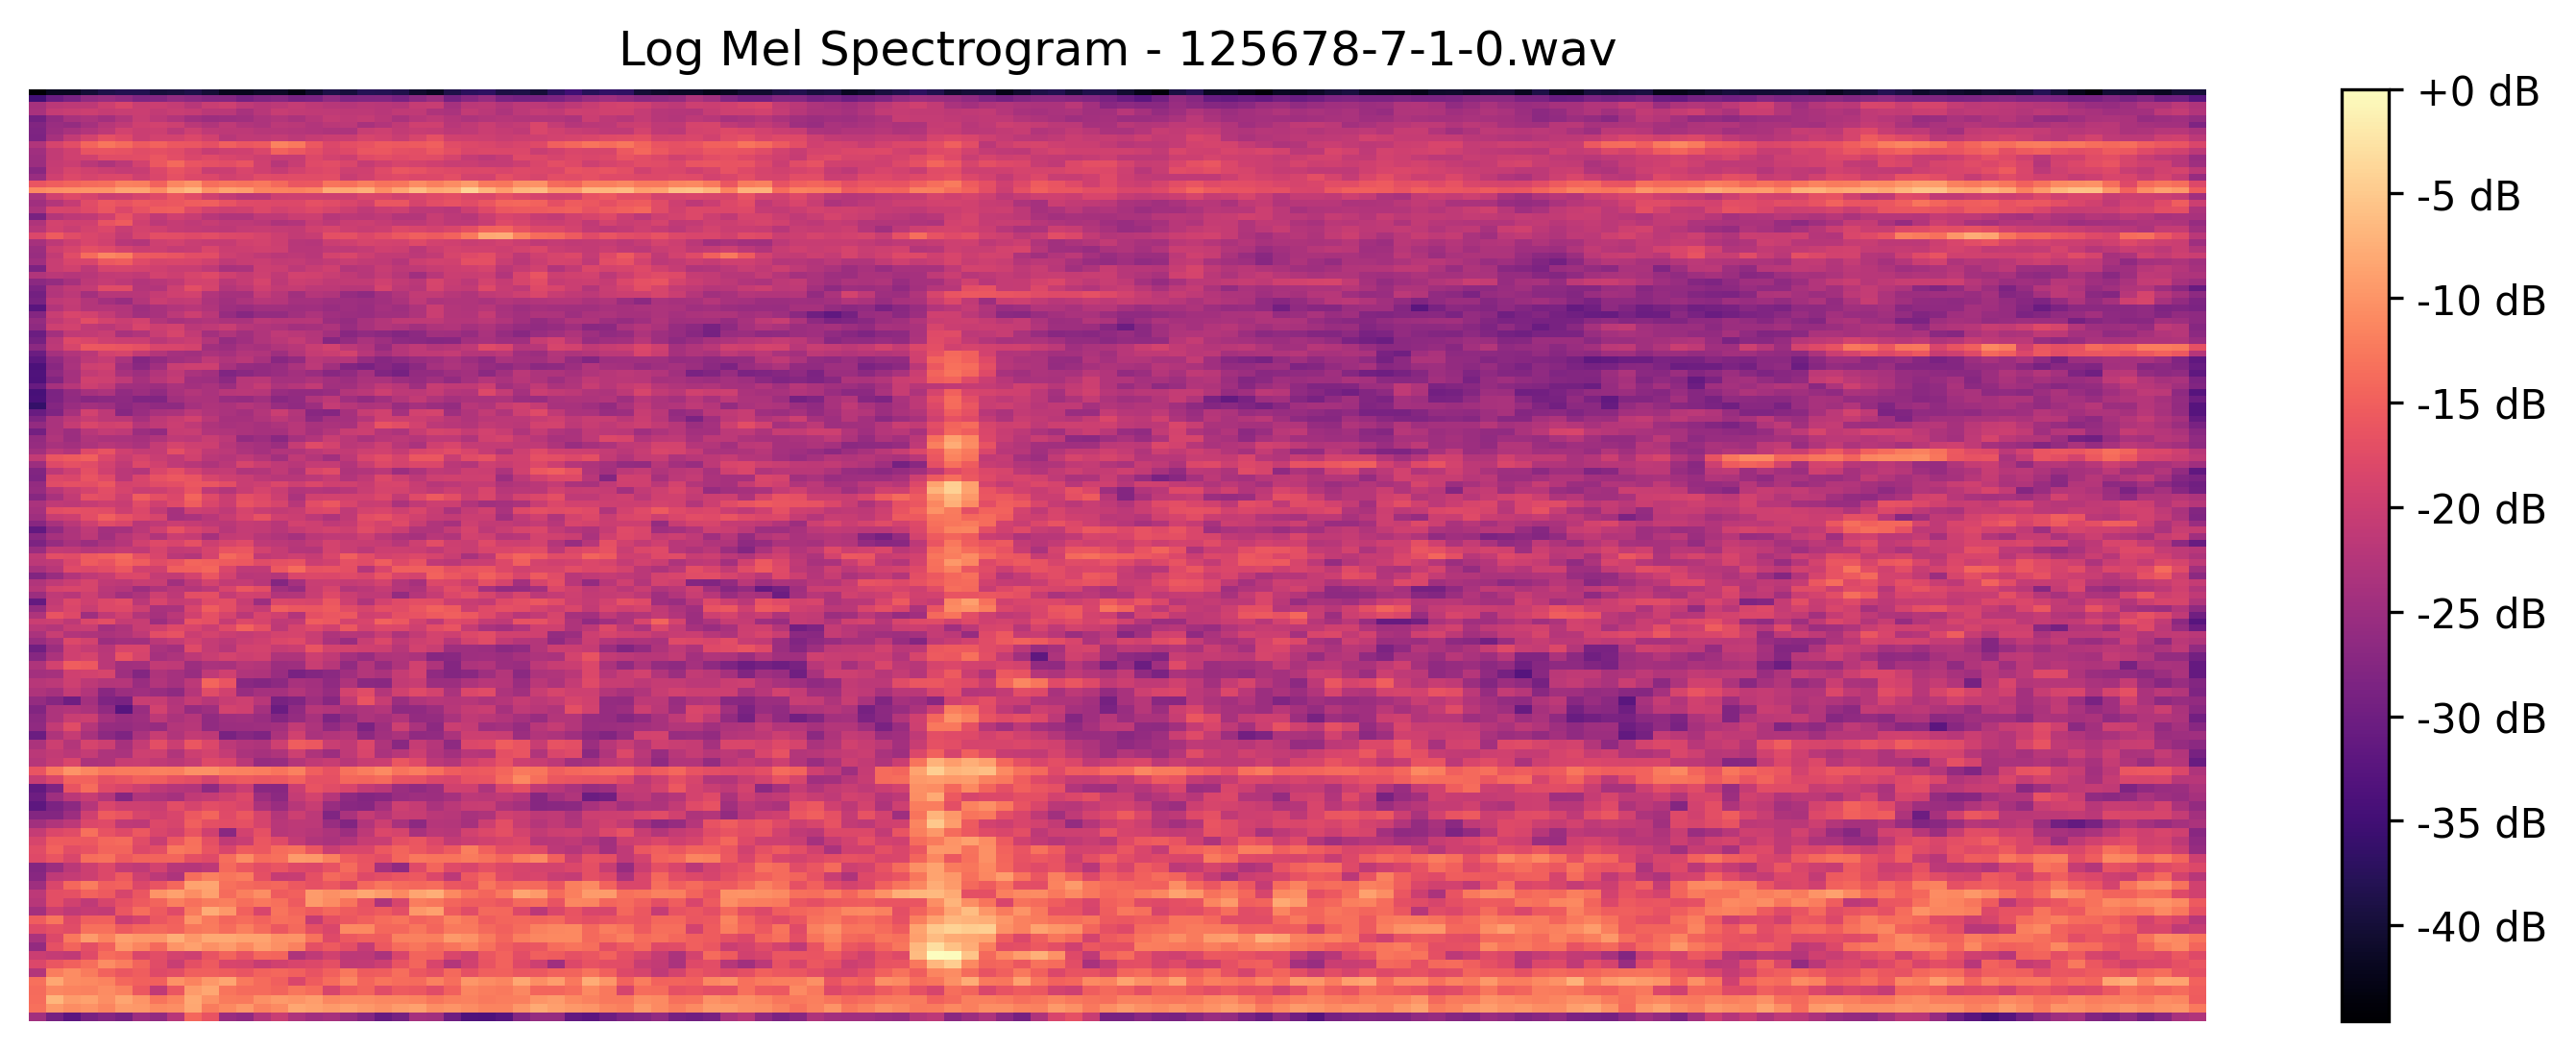 Log Mel Spectrogram - 125678-7-1-0.wav
+0 dB
-5 dB
-10 dB
-15 dB
-20 dB
-25 dB
-30 dB
-35 dB
-40 dB